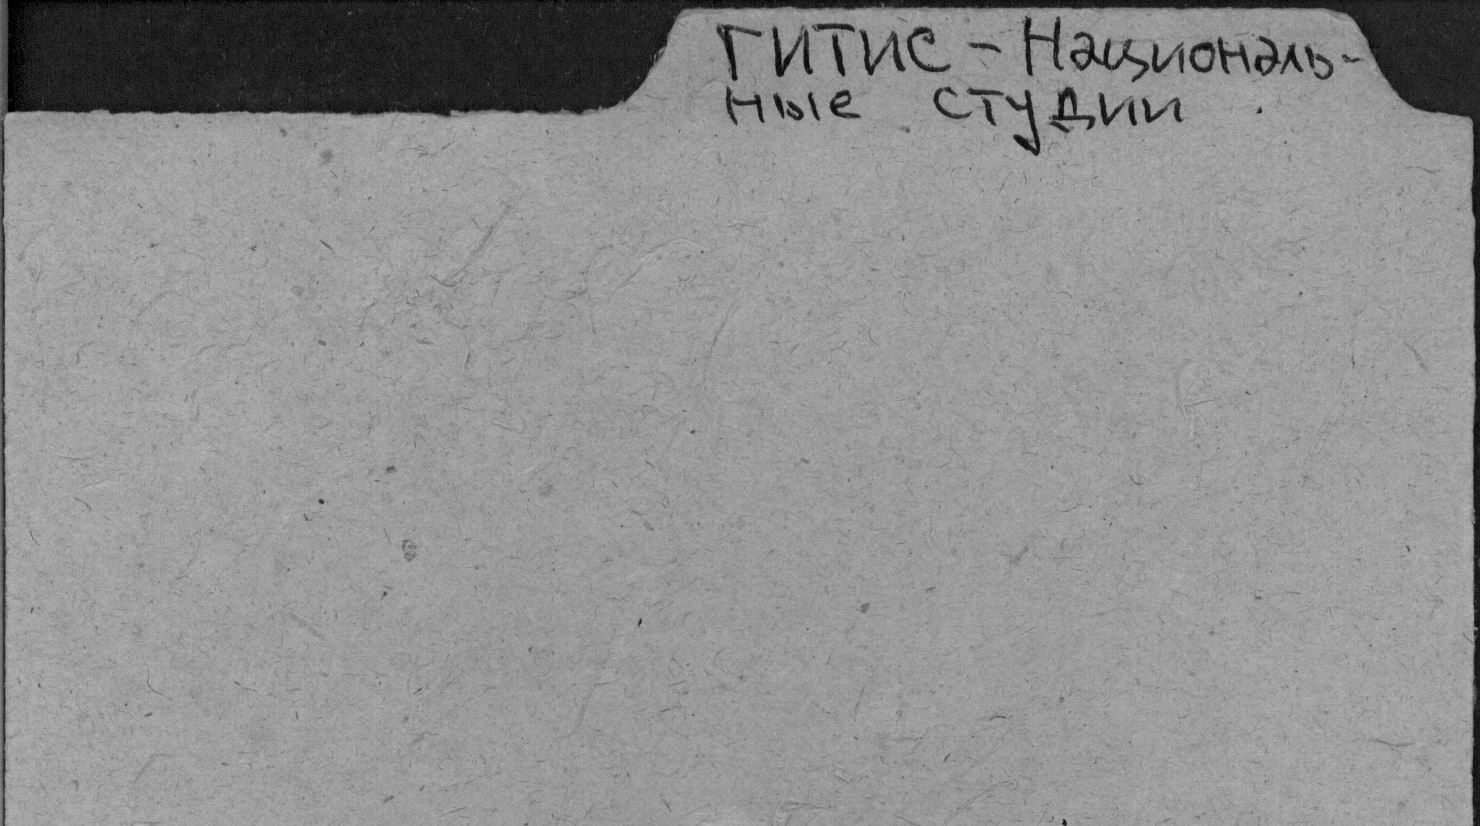 ГИТИС – Националь-
ные студии